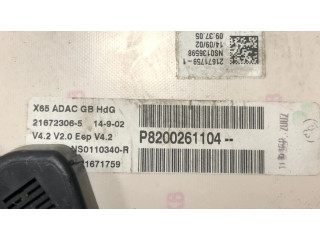 09.37.05
14/09/02
NS0136598
21671759-1
X65 ADAC GB HdG
21672306-5 14-9-02
V4.2 V2.0 Eep V4.2
NS0110340-R
21671759
P8200261104--